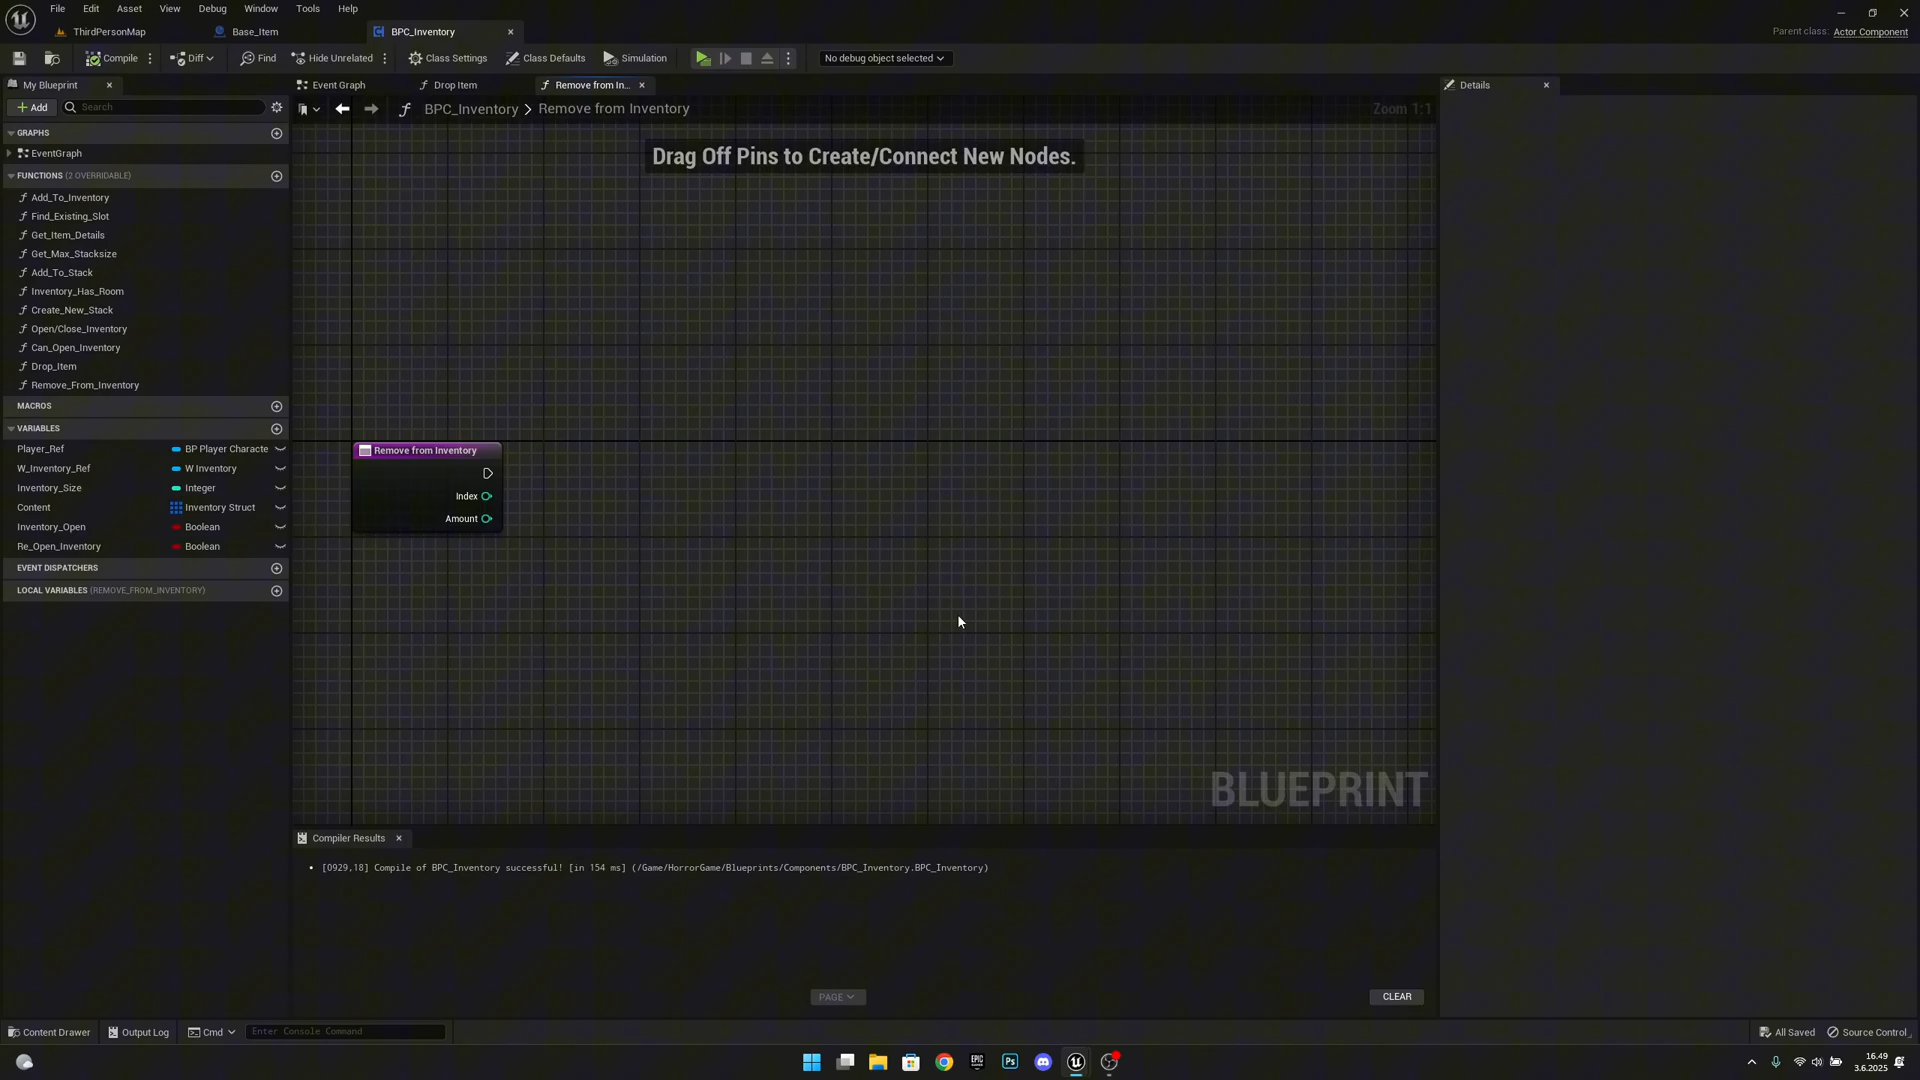 File Edit Asset View Debug Window Tools Help
ThirdPersonMap Base_Item BPC_Inventory
Parent class: Actor Component
Compile Diff Find Hide Unrelated Class Settings Class Defaults Simulation No debug object selected
My Blueprint Event Graph Drop Item Remove from In... Details
Add Search
BPC_Inventory > Remove from Inventory Zoom 1:1
GRAPHS
EventGraph
FUNCTIONS (2 OVERRIDABLE)
Add_To_Inventory
Find_Existing_Slot
Get_Item_Details
Get_Max_Stacksize
Add_To_Stack
Inventory_Has_Room
Create_New_Stack
Open/Close_Inventory
Can_Open_Inventory
Drop_Item
Remove_From_Inventory
MACROS
VARIABLES
Player_Ref BP Player Characte
W_Inventory_Ref W Inventory
Inventory_Size Integer
Content Inventory Struct
Inventory_Open Boolean
Re_Open_Inventory Boolean
EVENT DISPATCHERS
LOCAL VARIABLES (REMOVE_FROM_INVENTORY)
Drag Off Pins to Create/Connect New Nodes.
Remove from Inventory
Index
Amount
BLUEPRINT
Compiler Results
[0929,18] Compile of BPC_Inventory successful! [in 154 ms] (/Game/HorrorGame/Blueprints/Components/BPC_Inventory.BPC_Inventory)
PAGE CLEAR
Content Drawer Output Log Cmd Enter Console Command All Saved Source Control
EPIC Ps
16.49
3.6.2025